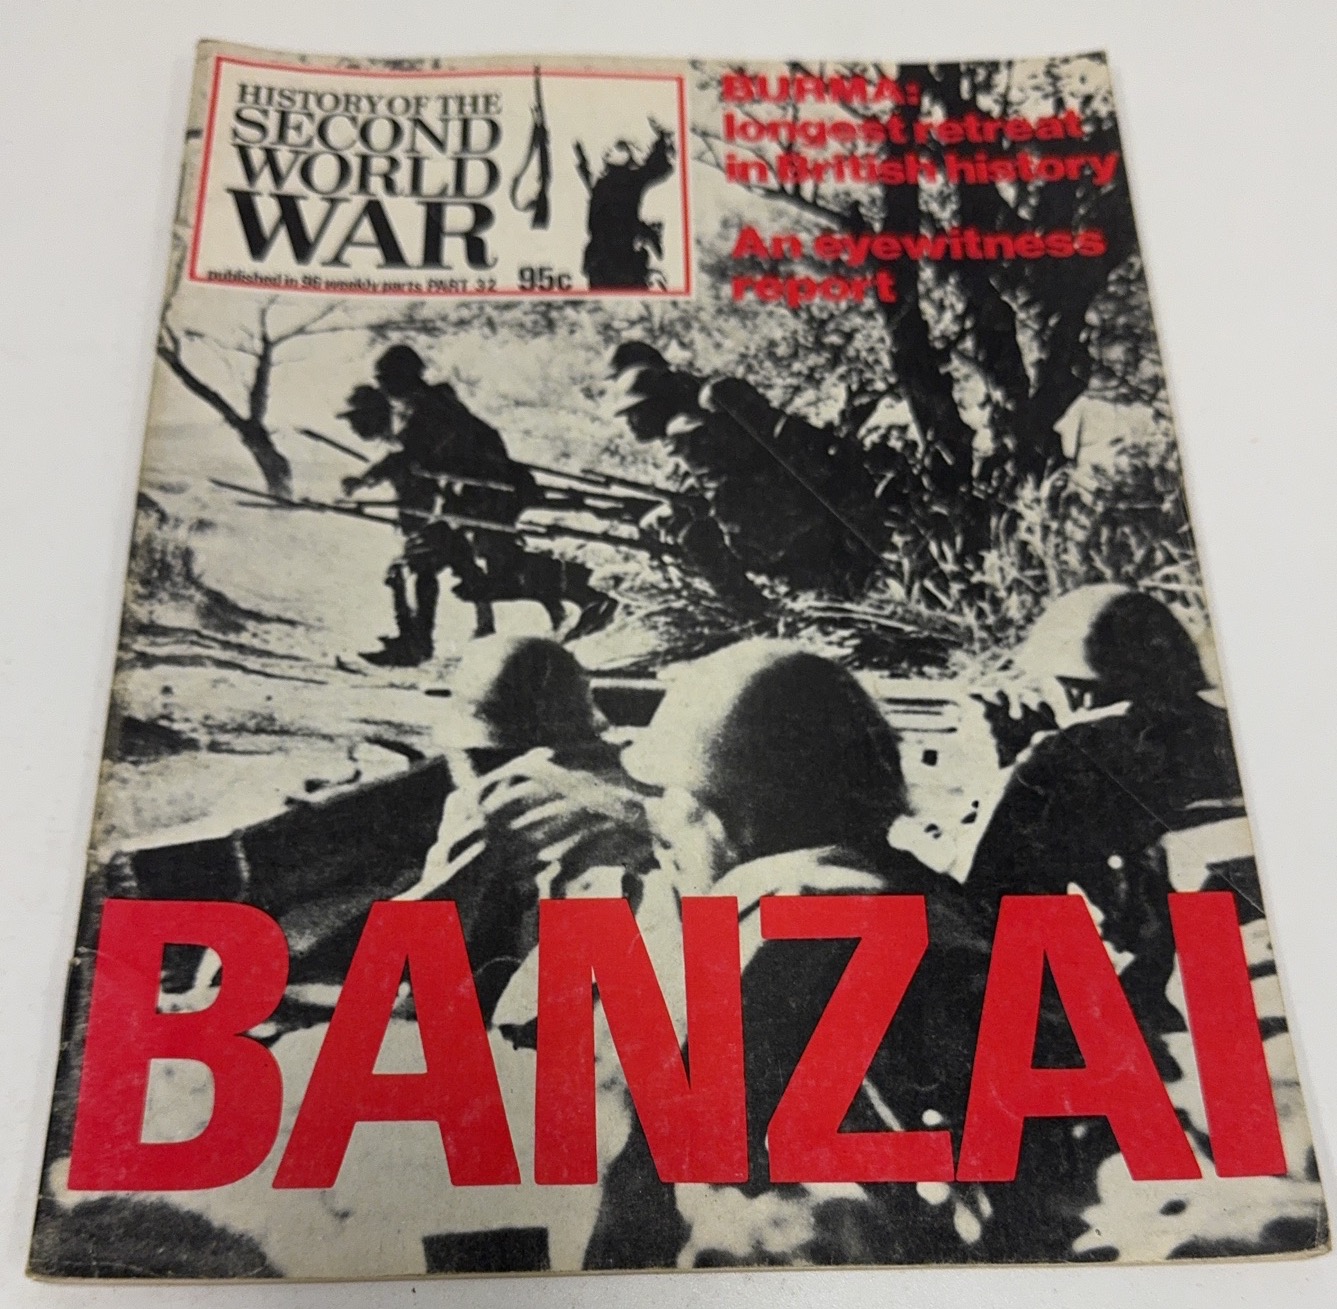 HISTORY OF THE
SECOND
WORLD
WAR
published in 96 weekly parts PART 32
95c
BURMA:
longest retreat
in British history
An eyewitness
report
BANZAI